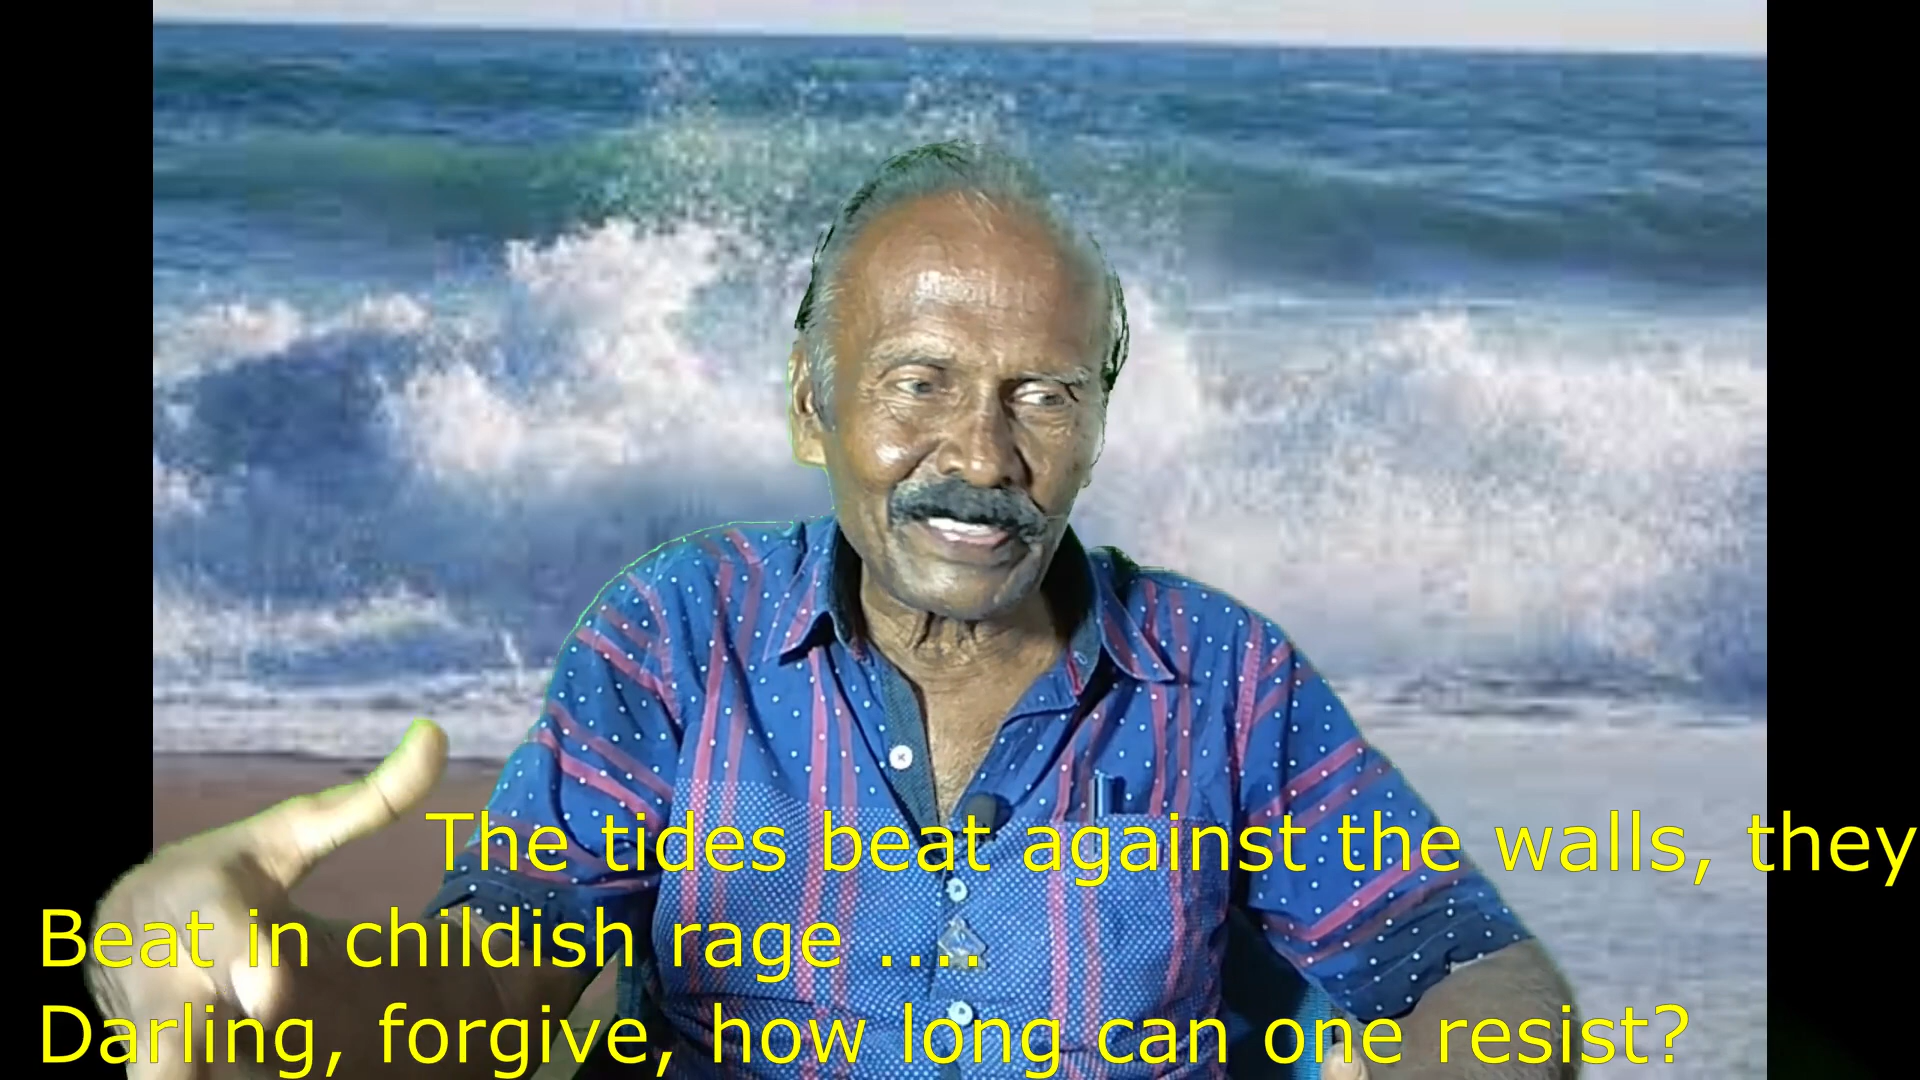 The tides beat against the walls, they
Beat in childish rage ....
Darling, forgive, how long can one resist?